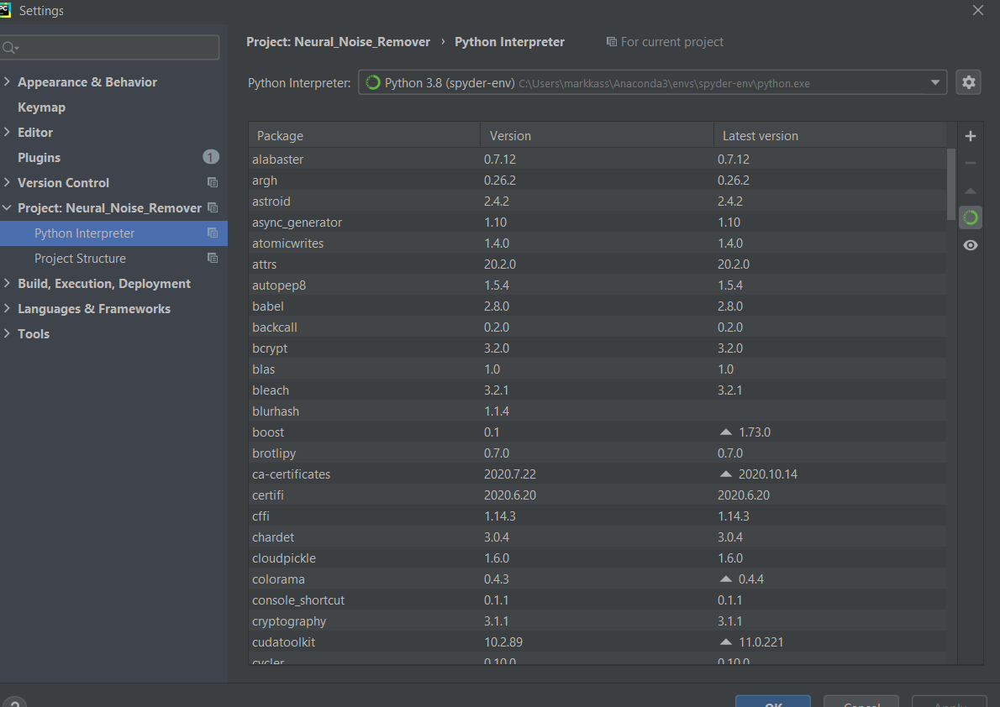 PC Settings
Project: Neural_Noise_Remover › Python Interpreter For current project
Python Interpreter: Python 3.8 (spyder-env) C:\Users\markkass\Anaconda3\envs\spyder-env\python.exe
Appearance & Behavior
Keymap
Editor
Plugins 1
Version Control
Project: Neural_Noise_Remover
Python Interpreter
Project Structure
Build, Execution, Deployment
Languages & Frameworks
Tools
Package Version Latest version
alabaster 0.7.12 0.7.12
argh 0.26.2 0.26.2
astroid 2.4.2 2.4.2
async_generator 1.10 1.10
atomicwrites 1.4.0 1.4.0
attrs 20.2.0 20.2.0
autopep8 1.5.4 1.5.4
babel 2.8.0 2.8.0
backcall 0.2.0 0.2.0
bcrypt 3.2.0 3.2.0
blas 1.0 1.0
bleach 3.2.1 3.2.1
blurhash 1.1.4
boost 0.1 1.73.0
brotlipy 0.7.0 0.7.0
ca-certificates 2020.7.22 2020.10.14
certifi 2020.6.20 2020.6.20
cffi 1.14.3 1.14.3
chardet 3.0.4 3.0.4
cloudpickle 1.6.0 1.6.0
colorama 0.4.3 0.4.4
console_shortcut 0.1.1 0.1.1
cryptography 3.1.1 3.1.1
cudatoolkit 10.2.89 11.0.221
cycler 0.10.0 0.10.0
? OK Cancel Apply